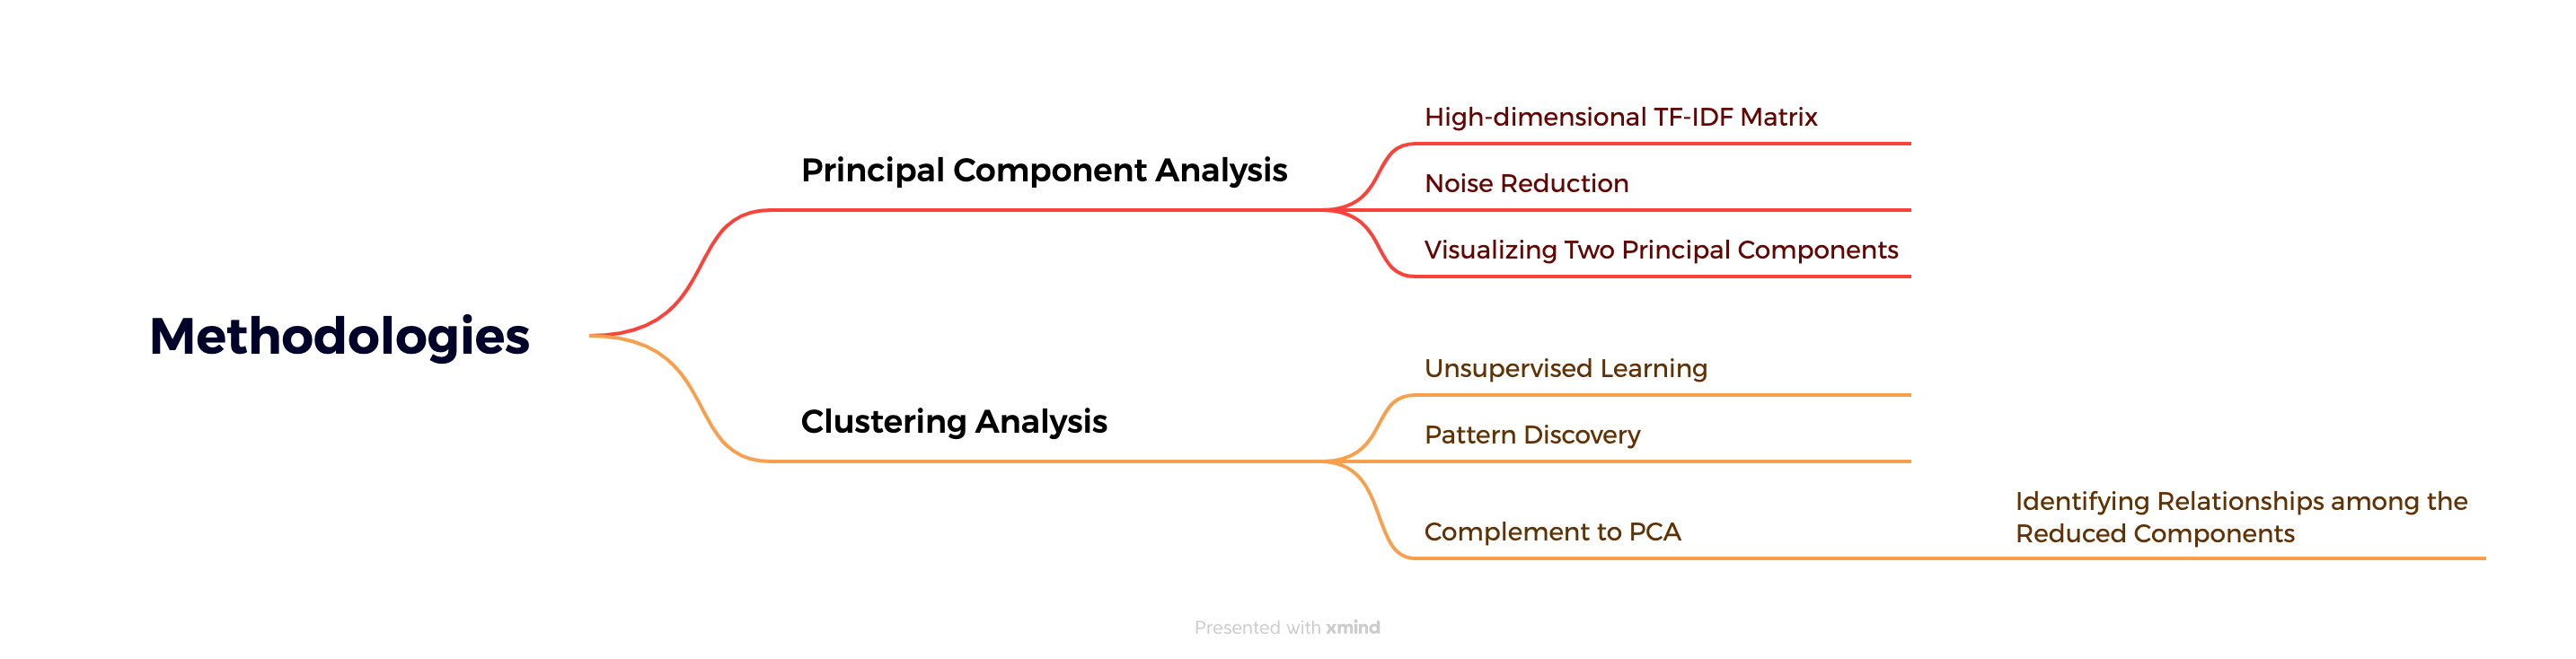 Methodologies
Principal Component Analysis
High-dimensional TF-IDF Matrix
Noise Reduction
Visualizing Two Principal Components
Clustering Analysis
Unsupervised Learning
Pattern Discovery
Complement to PCA
Identifying Relationships among the
Reduced Components
Presented with xmind